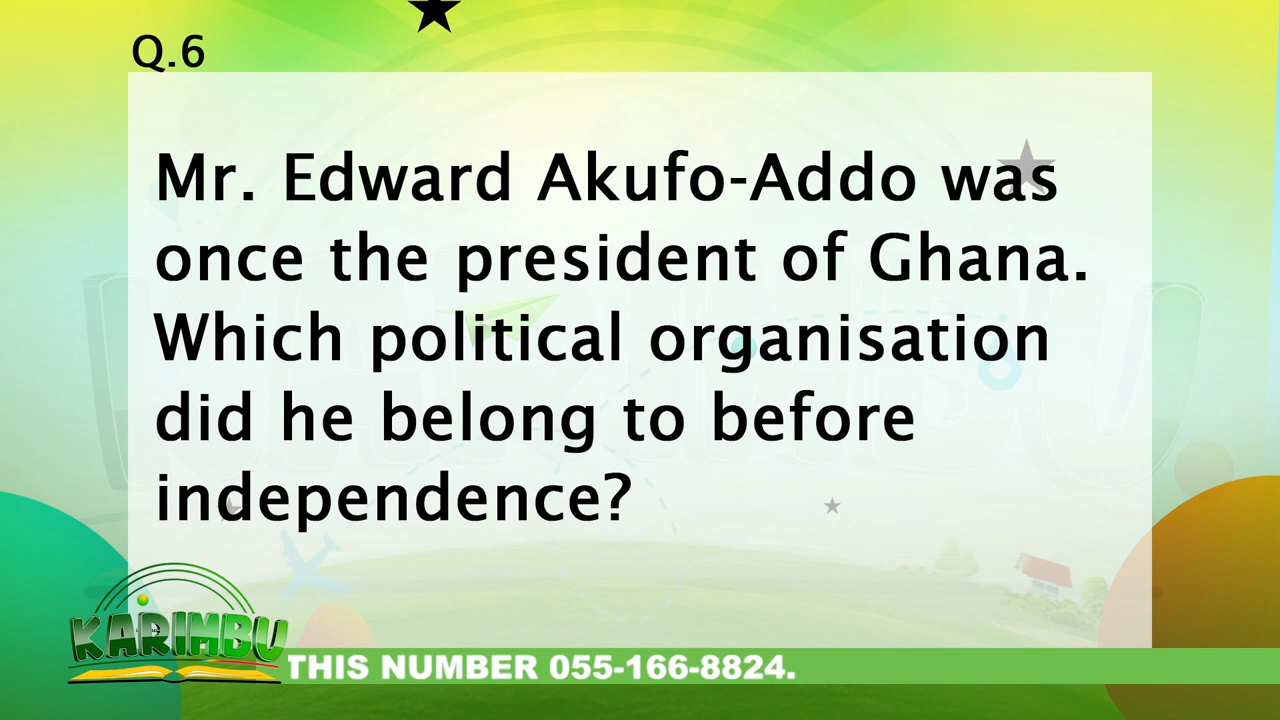 Q.6
Mr. Edward Akufo-Addo was
once the president of Ghana.
Which political organisation
did he belong to before
independence?
KARIMBU
THIS NUMBER 055-166-8824.